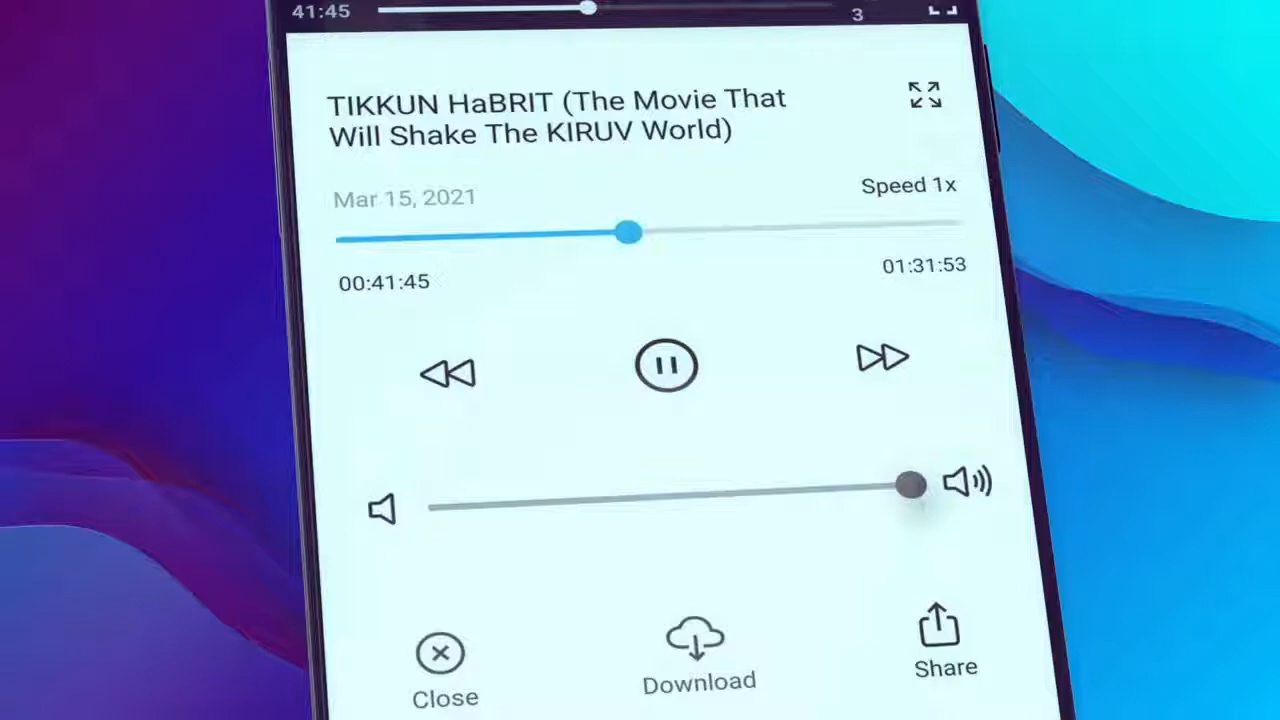 41:45
3
TIKKUN HaBRIT (The Movie That
Will Shake The KIRUV World)
Mar 15, 2021
Speed 1x
00:41:45
01:31:53
Close
Download
Share